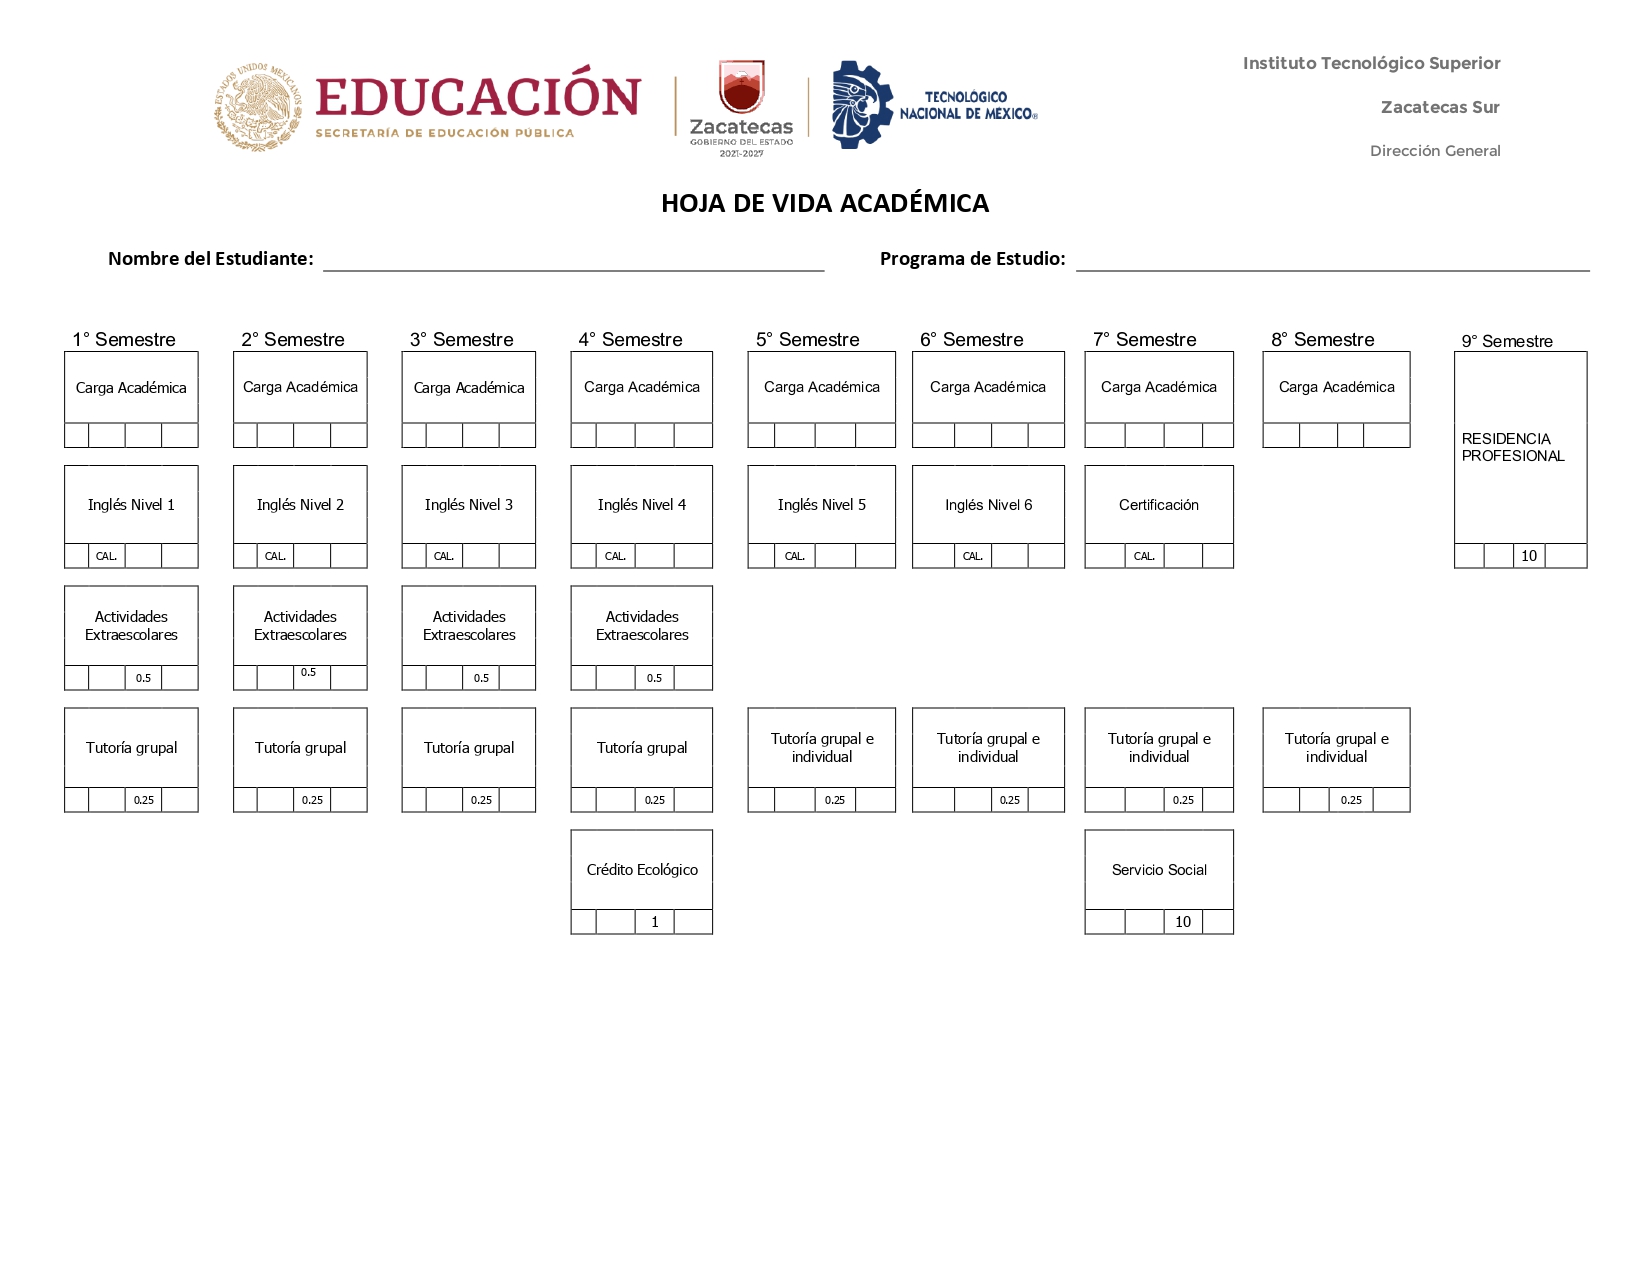 ESTADOS UNIDOS MEXICANOS
EDUCACIÓN
SECRETARÍA DE EDUCACIÓN PÚBLICA
Zacatecas
GOBIERNO DEL ESTADO
2021-2027
TECNOLÓGICO
NACIONAL DE MÉXICO®
Instituto Tecnológico Superior
Zacatecas Sur
Dirección General
HOJA DE VIDA ACADÉMICA
Nombre del Estudiante: Programa de Estudio:
1° Semestre 2° Semestre 3° Semestre 4° Semestre 5° Semestre 6° Semestre 7° Semestre 8° Semestre 9° Semestre
Carga Académica Carga Académica Carga Académica Carga Académica Carga Académica Carga Académica Carga Académica Carga Académica
RESIDENCIA
PROFESIONAL
Inglés Nivel 1 Inglés Nivel 2 Inglés Nivel 3 Inglés Nivel 4 Inglés Nivel 5 Inglés Nivel 6 Certificación
CAL. CAL. CAL. CAL. CAL. CAL. CAL. 10
Actividades Actividades Actividades Actividades
Extraescolares Extraescolares Extraescolares Extraescolares
0.5 0.5 0.5 0.5
Tutoría grupal Tutoría grupal Tutoría grupal Tutoría grupal Tutoría grupal e Tutoría grupal e Tutoría grupal e Tutoría grupal e
individual individual individual individual
0.25 0.25 0.25 0.25 0.25 0.25 0.25 0.25
Crédito Ecológico Servicio Social
1 10